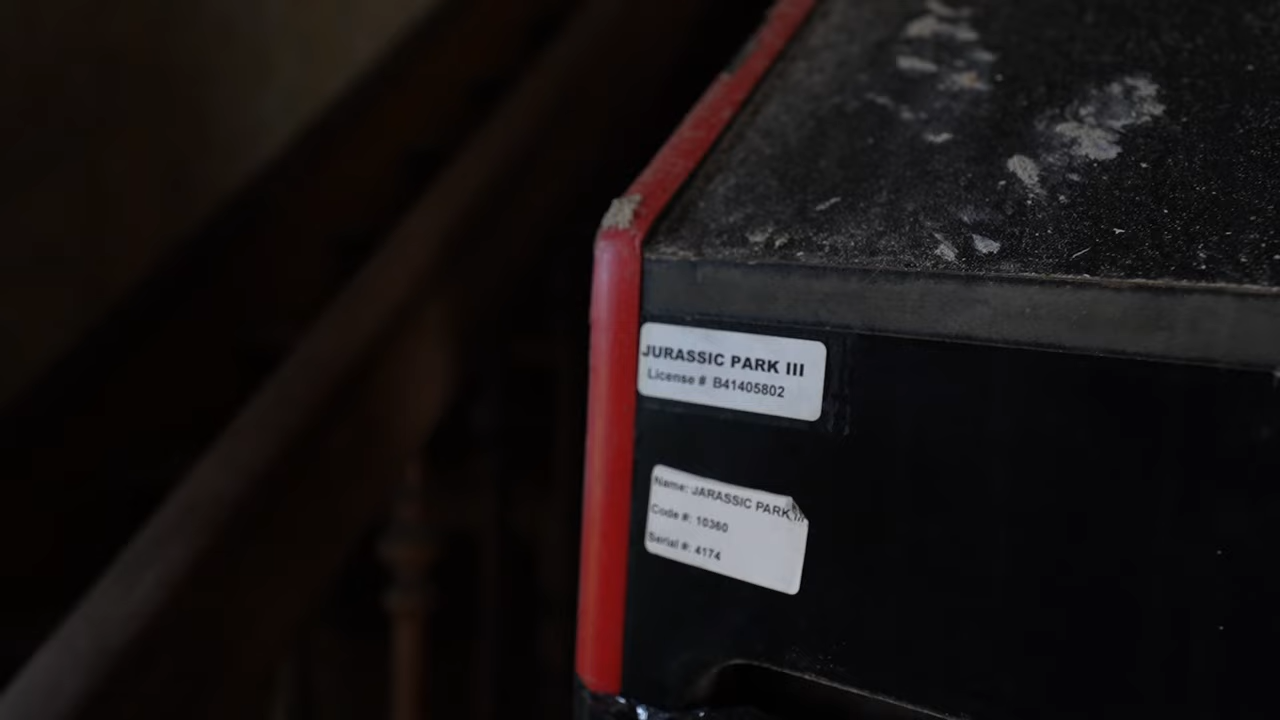 JURASSIC PARK III
License # B41405802
Name: JARASSIC PARK III
Code #: 10360
Serial #: 4174